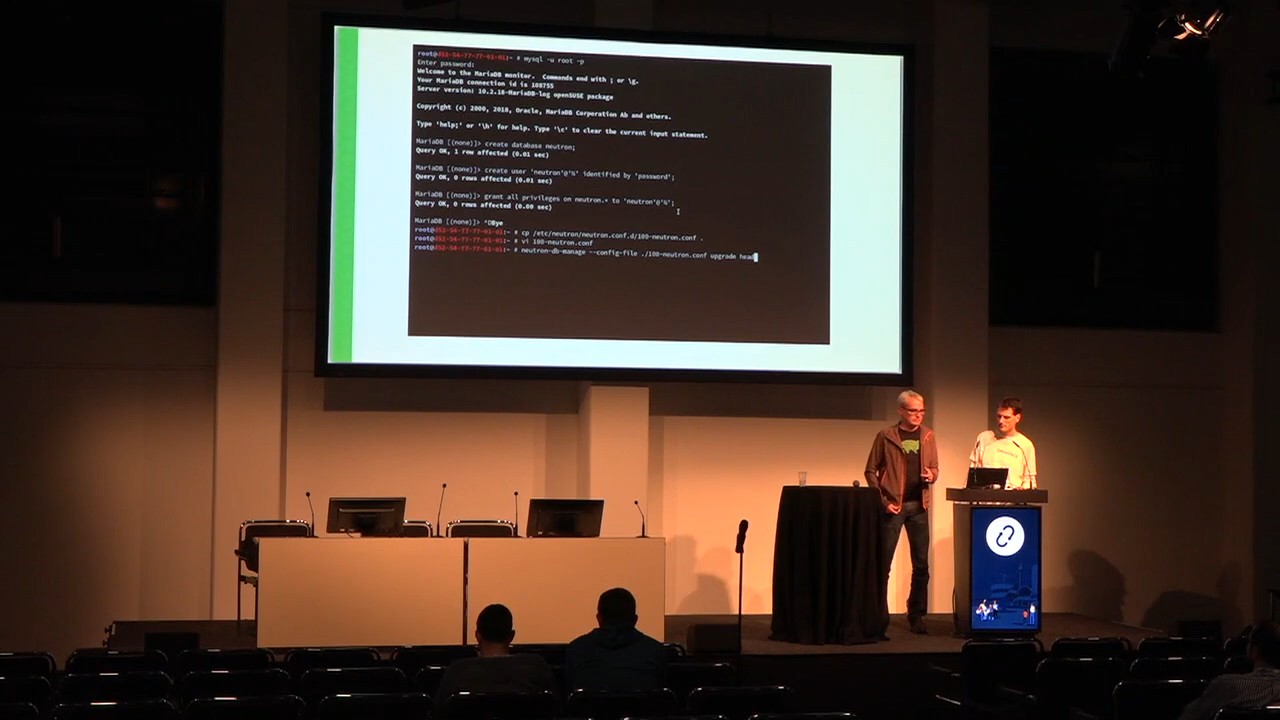 root@d52-54-77-77-01-01:~ # mysql -u root -p
Enter password:
Welcome to the MariaDB monitor.  Commands end with ; or \g.
Your MariaDB connection id is 108755
Server version: 10.2.18-MariaDB-log openSUSE package
Copyright (c) 2000, 2018, Oracle, MariaDB Corporation Ab and others.
Type 'help;' or '\h' for help. Type '\c' to clear the current input statement.
MariaDB [(none)]> create database neutron;
Query OK, 1 row affected (0.01 sec)
MariaDB [(none)]> create user 'neutron'@'%' identified by 'password';
Query OK, 0 rows affected (0.01 sec)
MariaDB [(none)]> grant all privileges on neutron.* to 'neutron'@'%';
Query OK, 0 rows affected (0.00 sec)
MariaDB [(none)]> ^DBye
root@d52-54-77-77-01-01:~ # cp /etc/neutron/neutron.conf.d/100-neutron.conf .
root@d52-54-77-77-01-01:~ # vi 100-neutron.conf
root@d52-54-77-77-01-01:~ # neutron-db-manage --config-file ./100-neutron.conf upgrade head